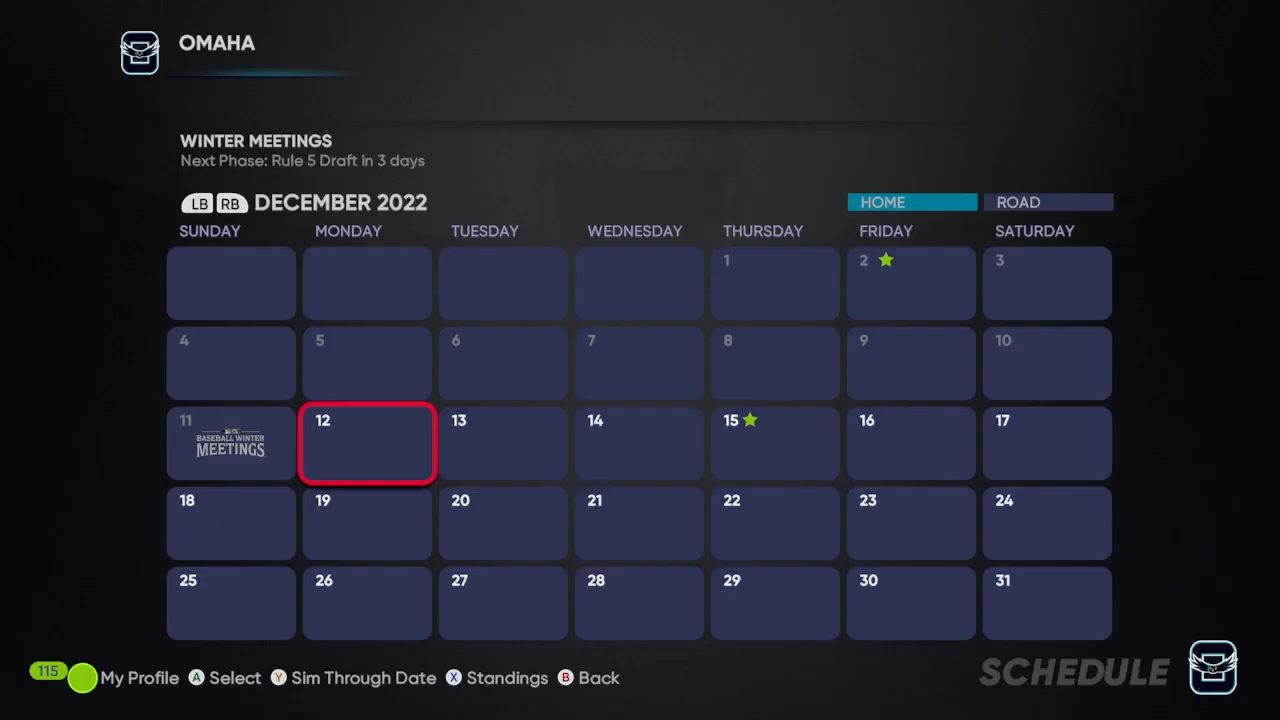 OMAHA
WINTER MEETINGS
Next Phase: Rule 5 Draft in 3 days
LB RB DECEMBER 2022
HOME ROAD
SUNDAY MONDAY TUESDAY WEDNESDAY THURSDAY FRIDAY SATURDAY
1 2 3
4 5 6 7 8 9 10
11 12 13 14 15 16 17
BASEBALL WINTER
MEETINGS
18 19 20 21 22 23 24
25 26 27 28 29 30 31
115 My Profile A Select Y Sim Through Date X Standings B Back
SCHEDULE